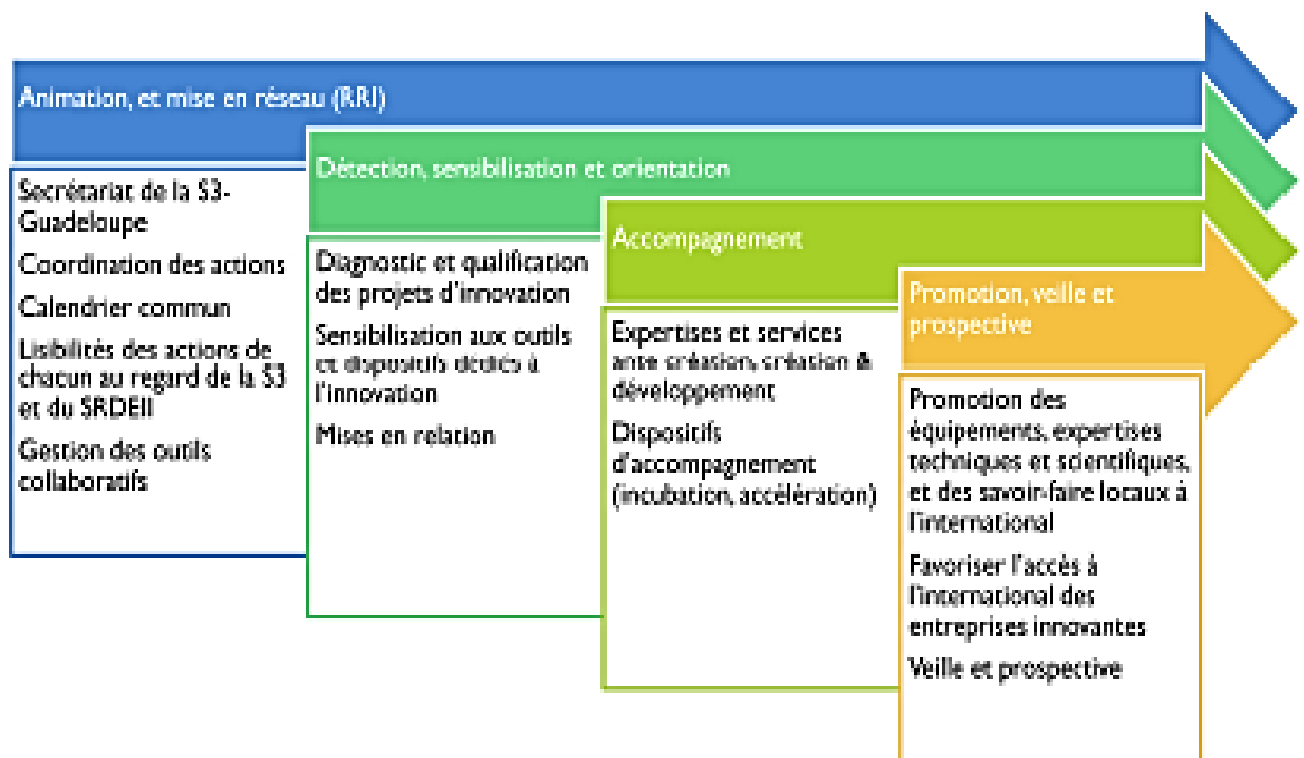 Animation, et mise en réseau (RRI)
Secrétariat de la S3-
Guadeloupe
Coordination des actions
Calendrier commun
Lisibilités des actions de
chacun au regard de la S3
et du SRDEII
Gestion des outils
collaboratifs
Détection, sensibilisation et orientation
Diagnostic et qualification
des projets d'innovation
Sensibilisation aux outils
et dispositifs dédiés à
l'innovation
Mises en relation
Accompagnement
Expertises et services
ante création, création &
développement
Dispositifs
d'accompagnement
(incubation, accélération)
Promotion, veille et
prospective
Promotion des
équipements, expertises
techniques et scientifiques,
et des savoir-faire locaux à
l'international
Favoriser l'accès à
l'international des
entreprises innovantes
Veille et prospective